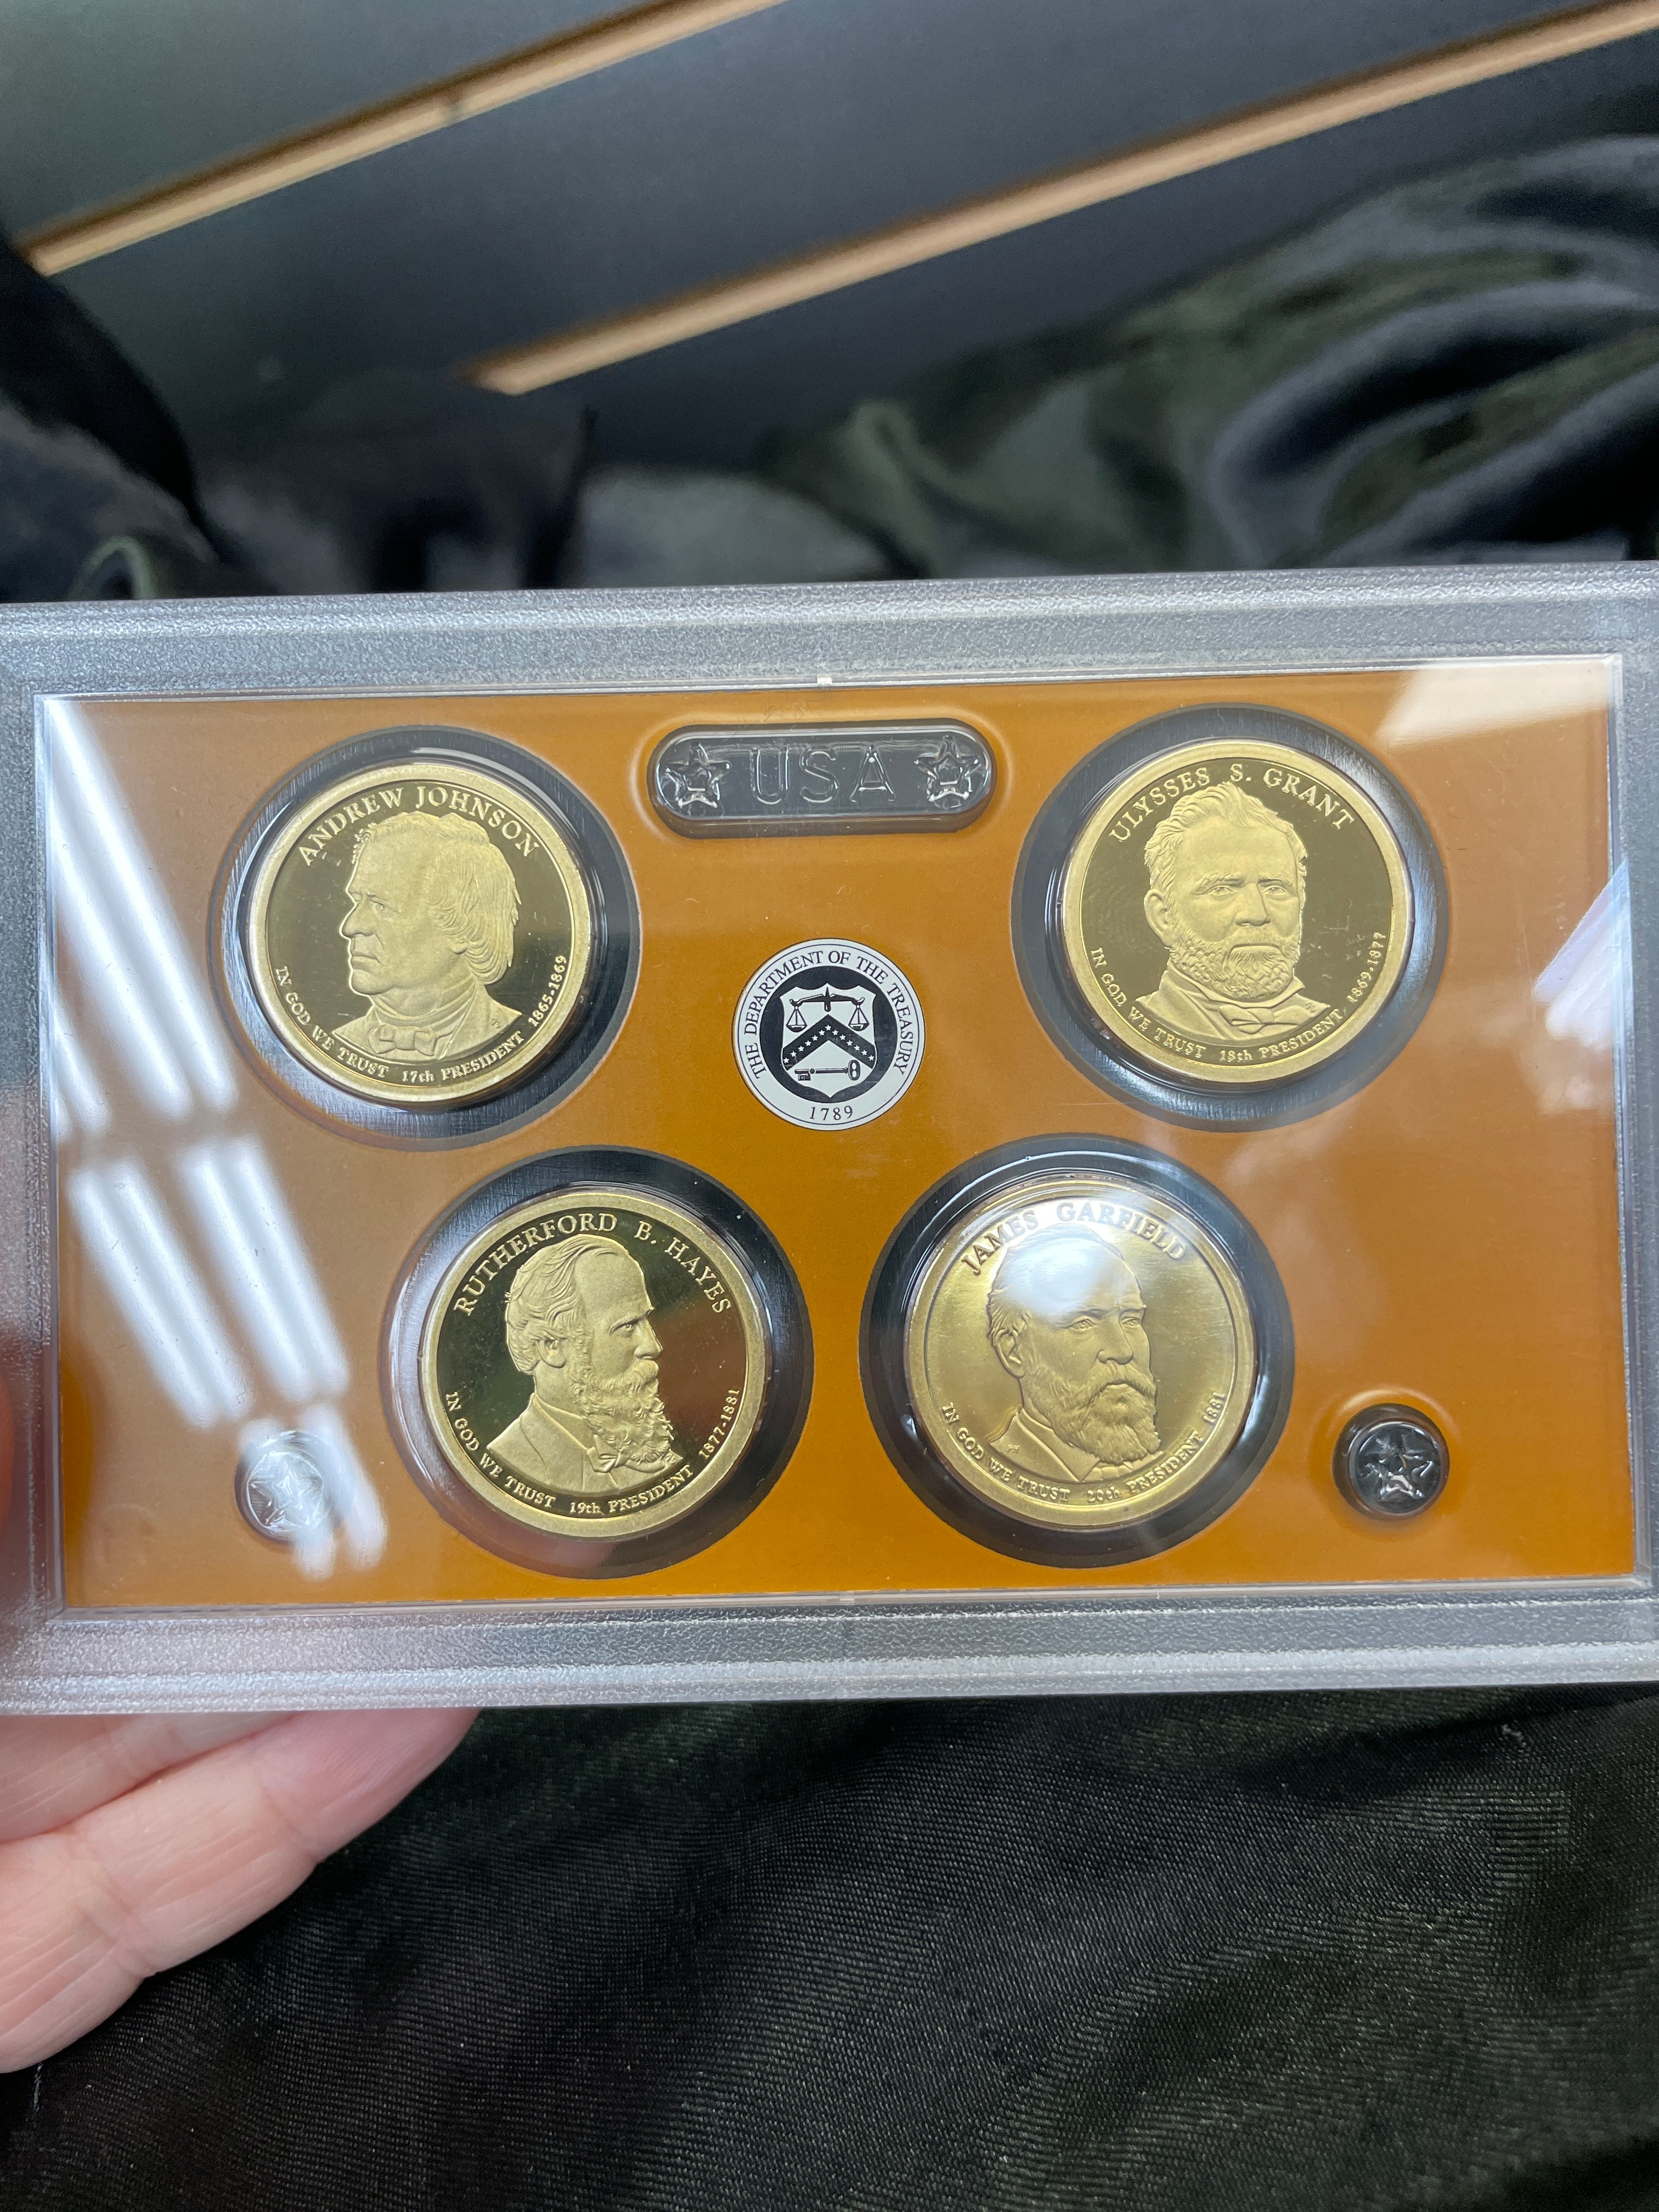 USA
ANDREW JOHNSON
IN GOD WE TRUST 17th PRESIDENT 1865-1869
ULYSSES S. GRANT
IN GOD WE TRUST 18th PRESIDENT 1869-1877
THE DEPARTMENT OF THE TREASURY
1789
RUTHERFORD B. HAYES
IN GOD WE TRUST 19th PRESIDENT 1877-1881
JAMES GARFIELD
IN GOD WE TRUST 20th PRESIDENT 1881